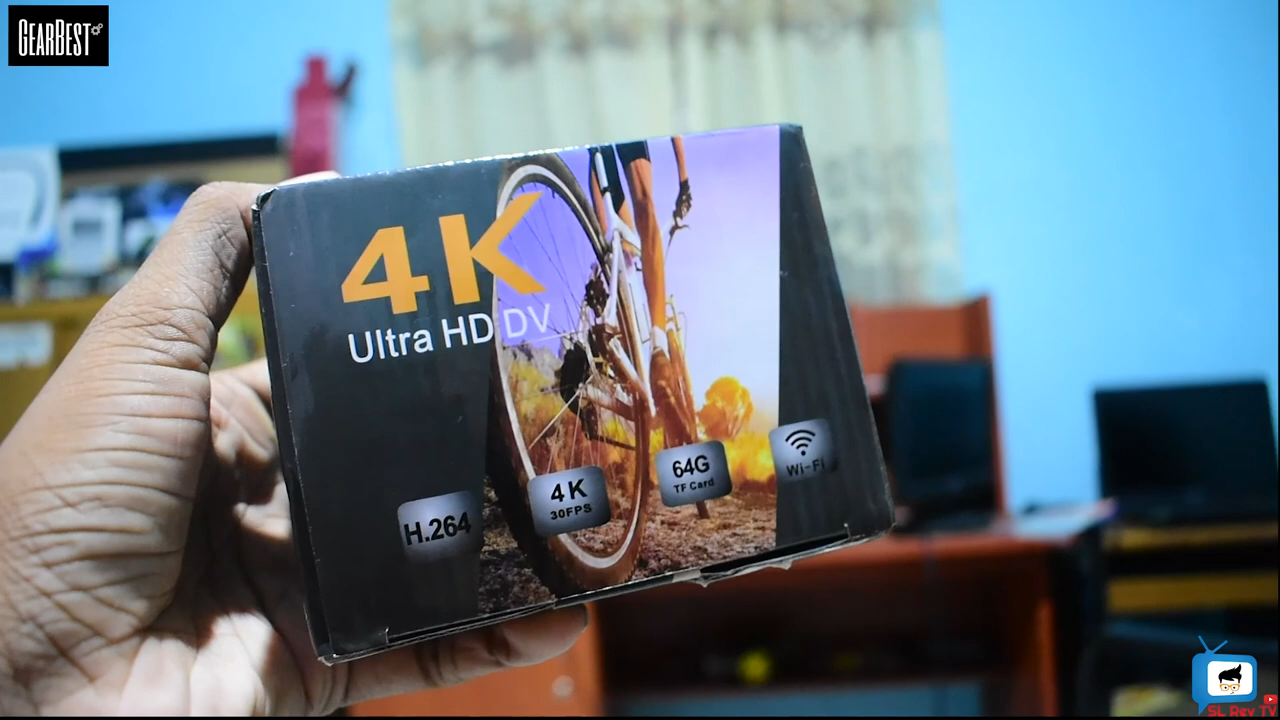 GEARBEST
4K
Ultra HD DV
H.264
4K
30FPS
64G
TF Card
Wi-Fi
SL Rev TV